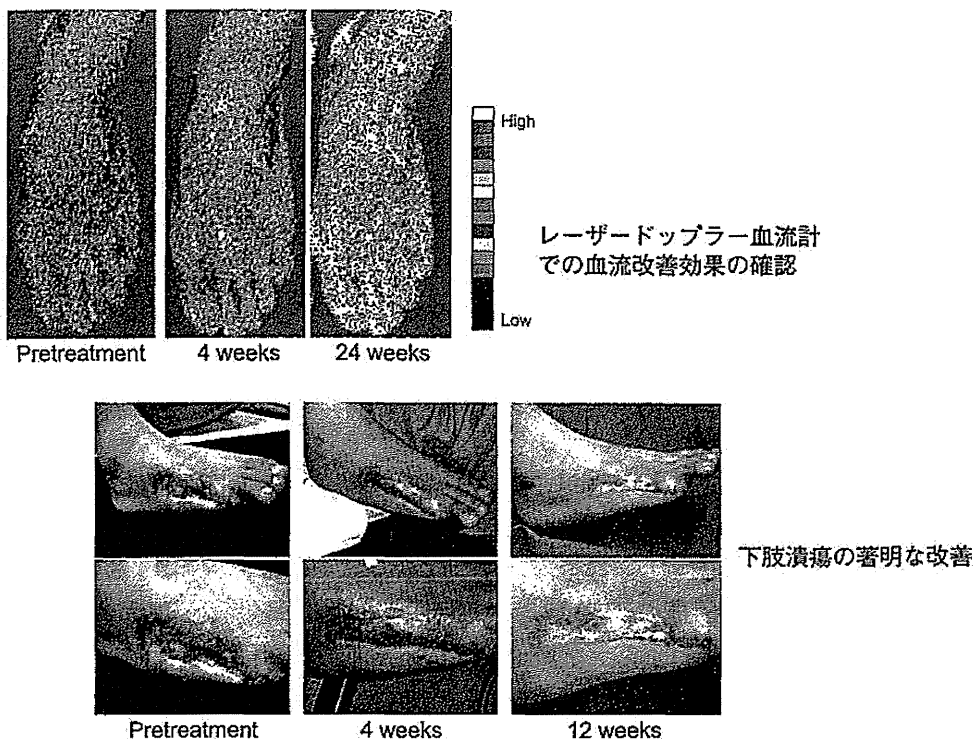 High
レーザードップラー血流計
での血流改善効果の確認
Low
Pretreatment
4 weeks
24 weeks
下肢潰瘍の著明な改善
Pretreatment
4 weeks
12 weeks